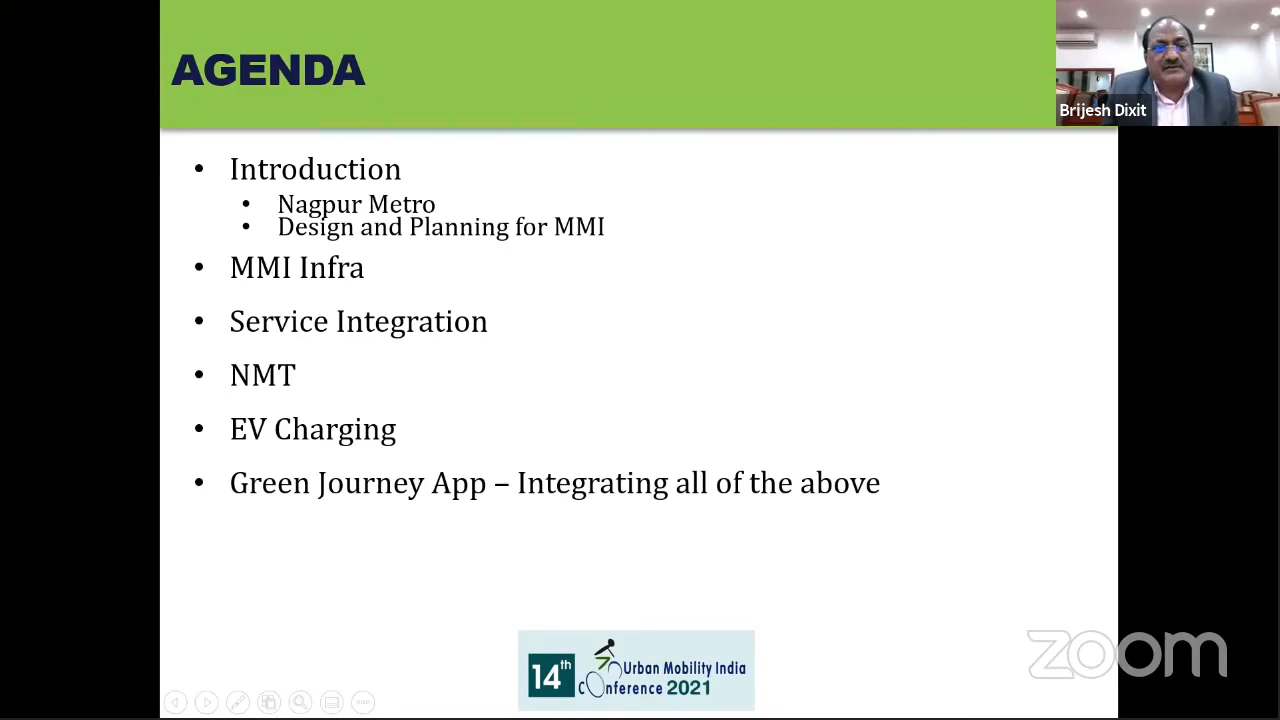 AGENDA
Brijesh Dixit
• Introduction
• Nagpur Metro
• Design and Planning for MMI
• MMI Infra
• Service Integration
• NMT
• EV Charging
• Green Journey App – Integrating all of the above
14th Urban Mobility India
Conference 2021
zoom